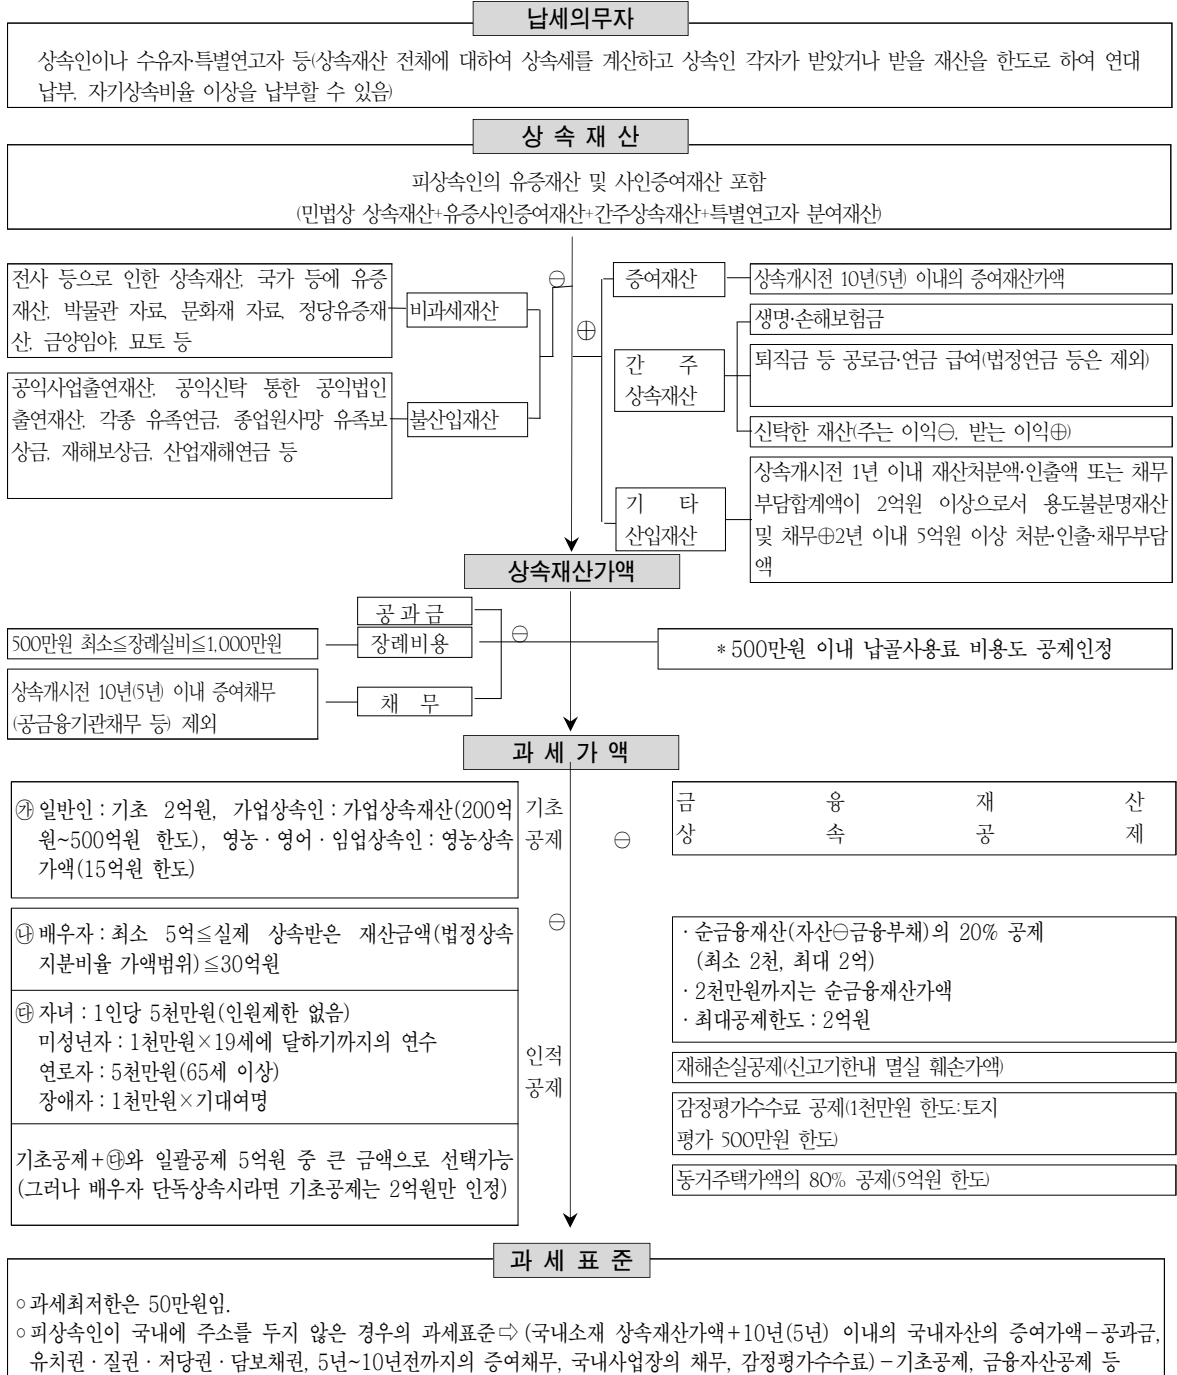 납세의무자
상속인이나 수유자·특별연고자 등(상속재산 전체에 대하여 상속세를 계산하고 상속인 각자가 받았거나 받을 재산을 한도로 하여 연대
납부, 자기상속비율 이상을 납부할 수 있음)
상 속 재 산
피상속인의 유증재산 및 사인증여재산 포함
(민법상 상속재산+유증사인증여재산+간주상속재산+특별연고자 분여재산)
전사 등으로 인한 상속재산, 국가 등에 유증
재산, 박물관 자료, 문화재 자료, 정당유증재
산, 금양임야, 묘토 등
비과세재산
공익사업출연재산, 공익신탁 통한 공익법인
출연재산, 각종 유족연금, 종업원사망 유족보
상금, 재해보상금, 산업재해연금 등
불산입재산
⊖
⊕
증여재산
상속개시전 10년(5년) 이내의 증여재산가액
간 주
상속재산
생명·손해보험금
퇴직금 등 공로금·연금 급여(법정연금 등은 제외)
신탁한 재산(주는 이익⊖, 받는 이익⊕)
기 타
산입재산
상속개시전 1년 이내 재산처분액·인출액 또는 채무
부담합계액이 2억원 이상으로서 용도불분명재산
및 채무⊕2년 이내 5억원 이상 처분·인출·채무부담
액
상속재산가액
공 과 금
500만원 최소≦장례실비≦1,000만원
장례비용
⊖
* 500만원 이내 납골사용료 비용도 공제인정
상속개시전 10년(5년) 이내 증여채무
(공금융기관채무 등) 제외
채 무
과 세 가 액
㉮ 일반인 : 기초 2억원, 가업상속인 : 가업상속재산(200억
원~500억원 한도), 영농·영어·임업상속인 : 영농상속
가액(15억원 한도)
기초
공제
⊖
금 융 재 산
상 속 공 제
㉯ 배우자 : 최소 5억≦실제 상속받은 재산금액(법정상속
지분비율 가액범위)≦30억원
⊖
· 순금융재산(자산⊖금융부채)의 20% 공제
(최소 2천, 최대 2억)
· 2천만원까지는 순금융재산가액
· 최대공제한도 : 2억원
㉰ 자녀 : 1인당 5천만원(인원제한 없음)
미성년자 : 1천만원×19세에 달하기까지의 연수
연로자 : 5천만원(65세 이상)
장애자 : 1천만원×기대여명
인적
공제
재해손실공제(신고기한내 멸실 훼손가액)
감정평가수수료 공제(1천만원 한도:토지
평가 500만원 한도)
기초공제+㉰와 일괄공제 5억원 중 큰 금액으로 선택가능
(그러나 배우자 단독상속시라면 기초공제는 2억원만 인정)
동거주택가액의 80% 공제(5억원 한도)
과 세 표 준
○과세최저한은 50만원임.
○피상속인이 국내에 주소를 두지 않은 경우의 과세표준⇨(국내소재 상속재산가액+10년(5년) 이내의 국내자산의 증여가액-공과금,
유치권·질권·저당권·담보채권, 5년~10년전까지의 증여채무, 국내사업장의 채무, 감정평가수수료)-기초공제, 금융자산공제 등